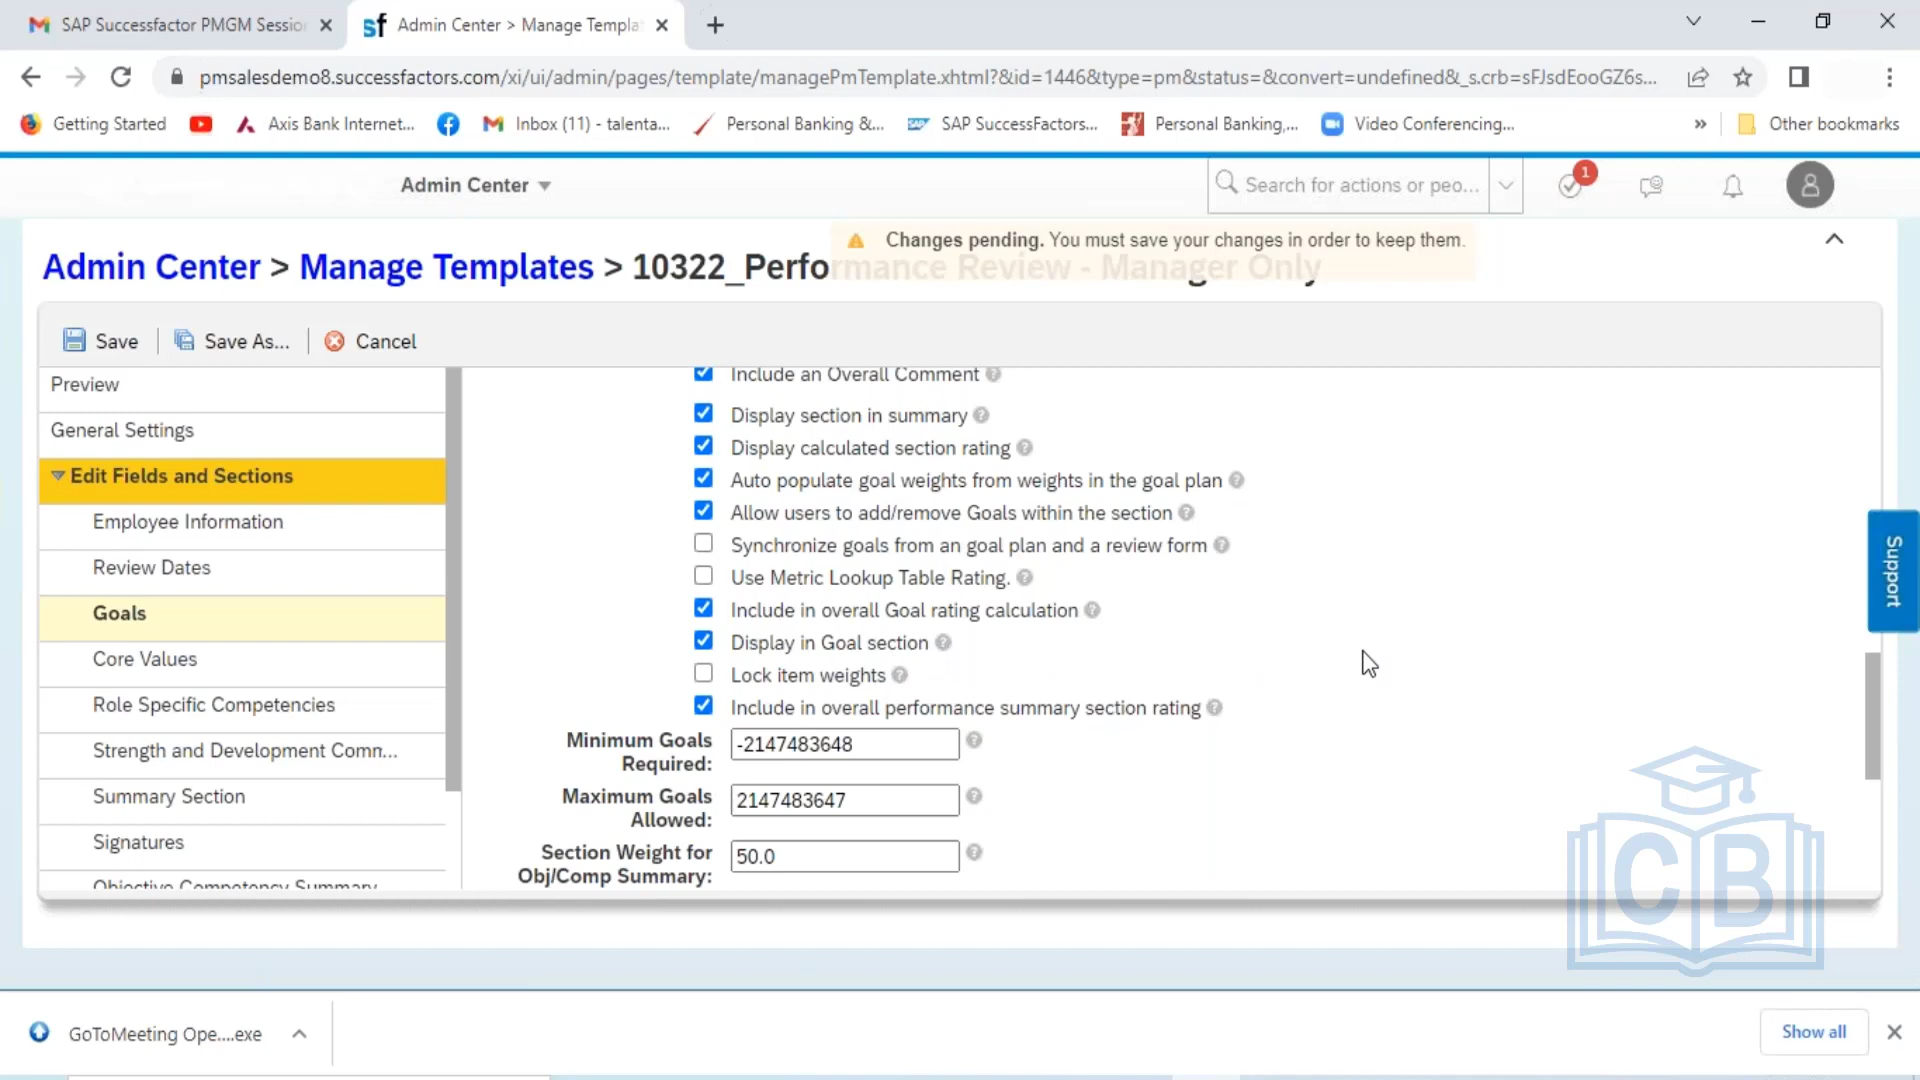 SAP Successfactor PMGM Sessio
sf Admin Center > Manage Templa
pmsalesdemo8.successfactors.com/xi/ui/admin/pages/template/managePmTemplate.xhtml?&id=1446&type=pm&status=&convert=undefined&_s.crb=sFJsdEooGZ6s...
Getting Started
Axis Bank Internet...
Inbox (11) - talenta...
Personal Banking &...
SAP SuccessFactors...
Personal Banking,...
Video Conferencing...
»
Other bookmarks
Admin Center
Search for actions or peo...
1
Changes pending. You must save your changes in order to keep them.
Admin Center > Manage Templates > 10322_Performance Review - Manager Only
Save
Save As...
Cancel
Preview
General Settings
Edit Fields and Sections
Employee Information
Review Dates
Goals
Core Values
Role Specific Competencies
Strength and Development Comm...
Summary Section
Signatures
Objective Competency Summary
Include an Overall Comment
Display section in summary
Display calculated section rating
Auto populate goal weights from weights in the goal plan
Allow users to add/remove Goals within the section
Synchronize goals from an goal plan and a review form
Use Metric Lookup Table Rating.
Include in overall Goal rating calculation
Display in Goal section
Lock item weights
Include in overall performance summary section rating
Minimum Goals
Required:
-2147483648
Maximum Goals
Allowed:
2147483647
Section Weight for
Obj/Comp Summary:
50.0
Support
CB
GoToMeeting Ope....exe
Show all